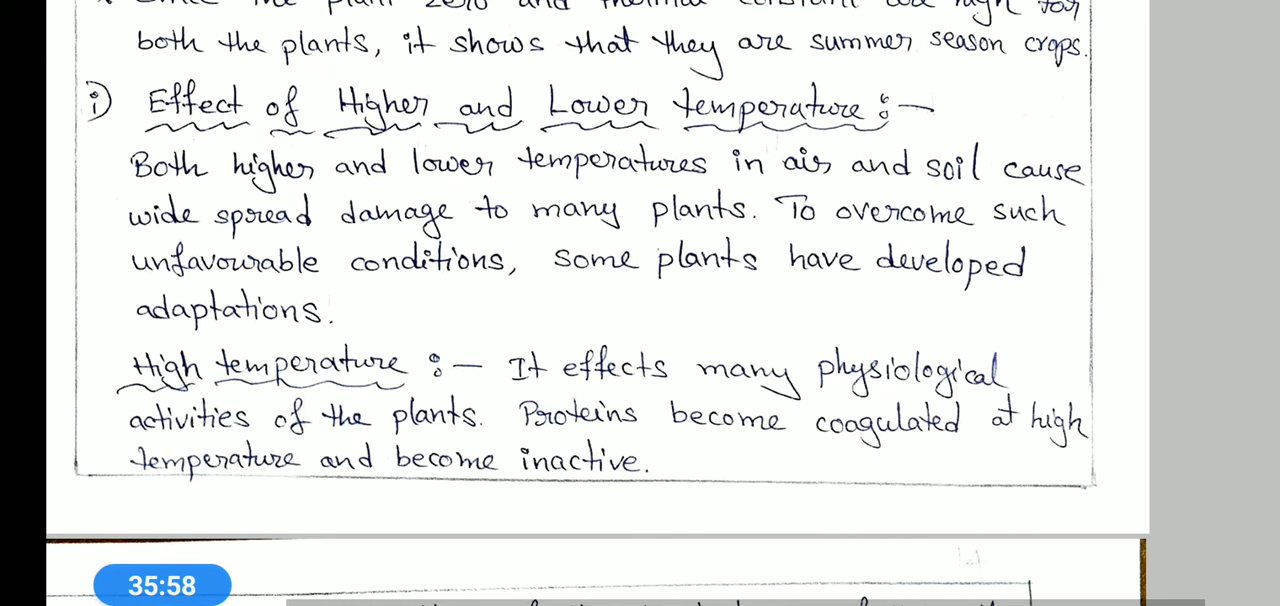 both the plants, it shows that they are summer season crops.
i) Effect of Higher and Lower temperature :—
Both higher and lower temperatures in air and soil cause
wide spread damage to many plants. To overcome such
unfavourable conditions, some plants have developed
adaptations.
High temperature :— It effects many physiological
activities of the plants. Proteins become coagulated at high
temperature and become inactive.
14
35:58